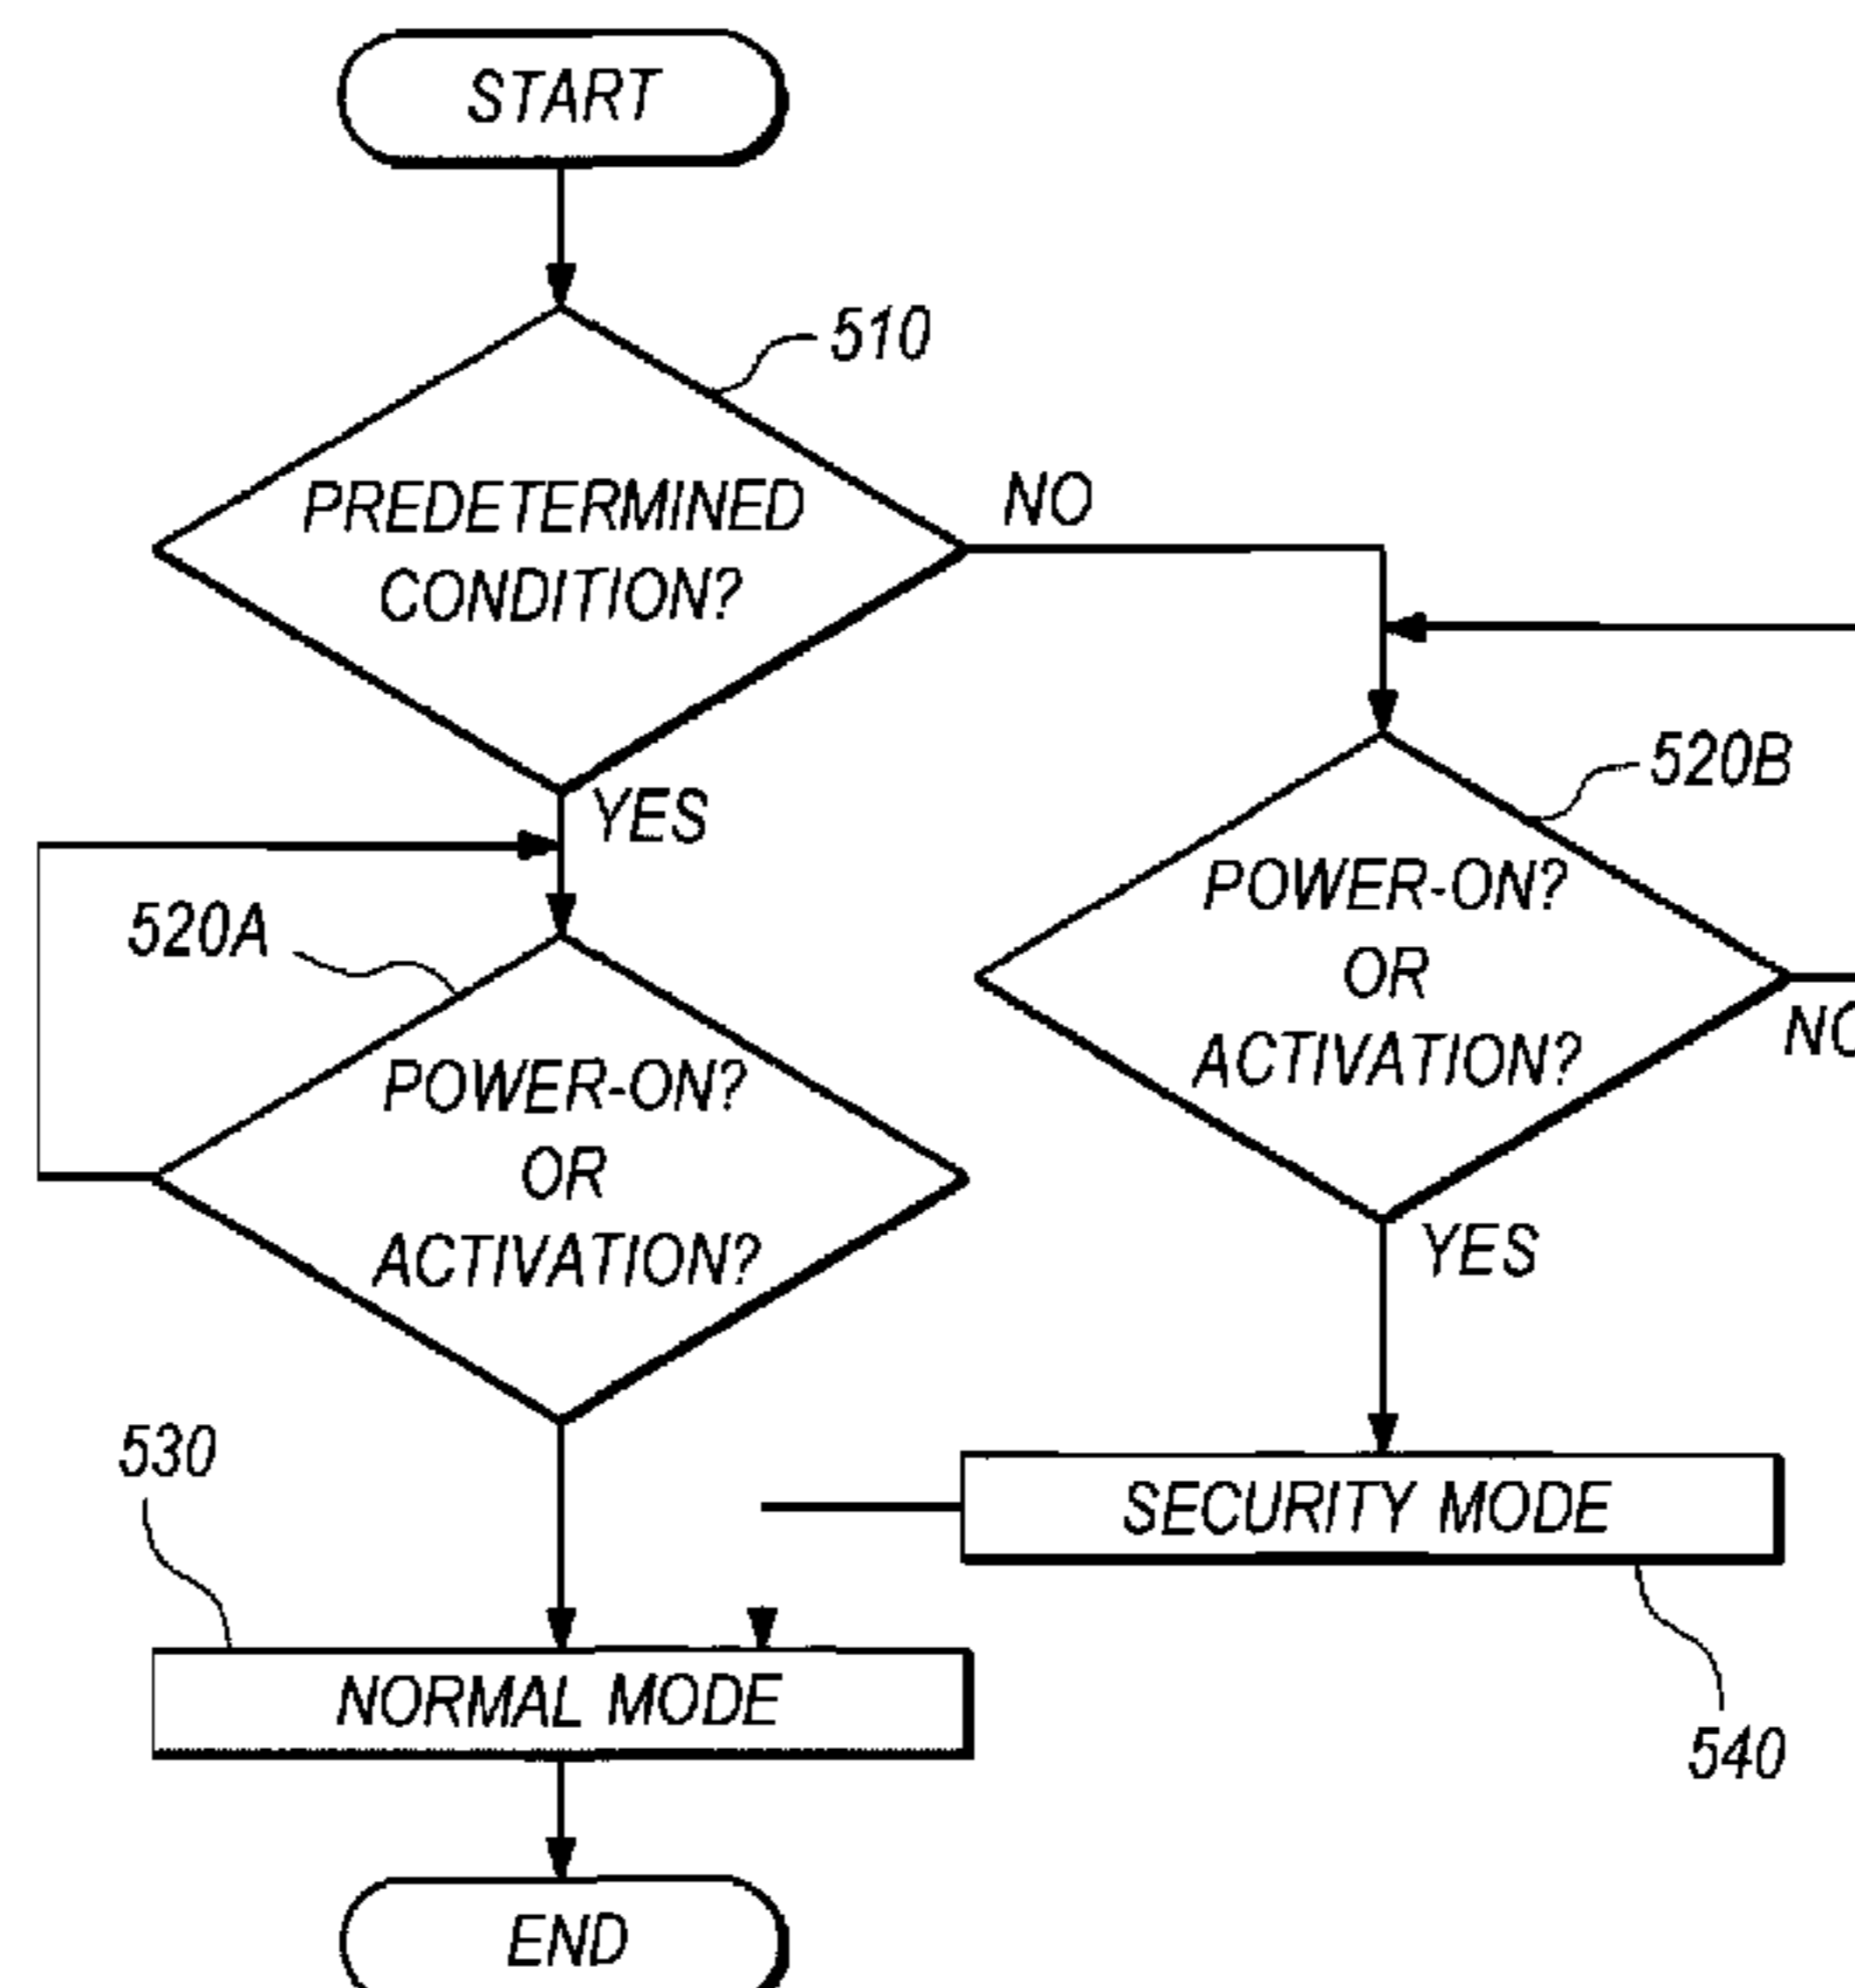 START
510
PREDETERMINED
CONDITION?
NO
YES
520B
POWER-ON?
OR
ACTIVATION?
NO
YES
520A
POWER-ON?
OR
ACTIVATION?
530
SECURITY MODE
540
NORMAL MODE
END